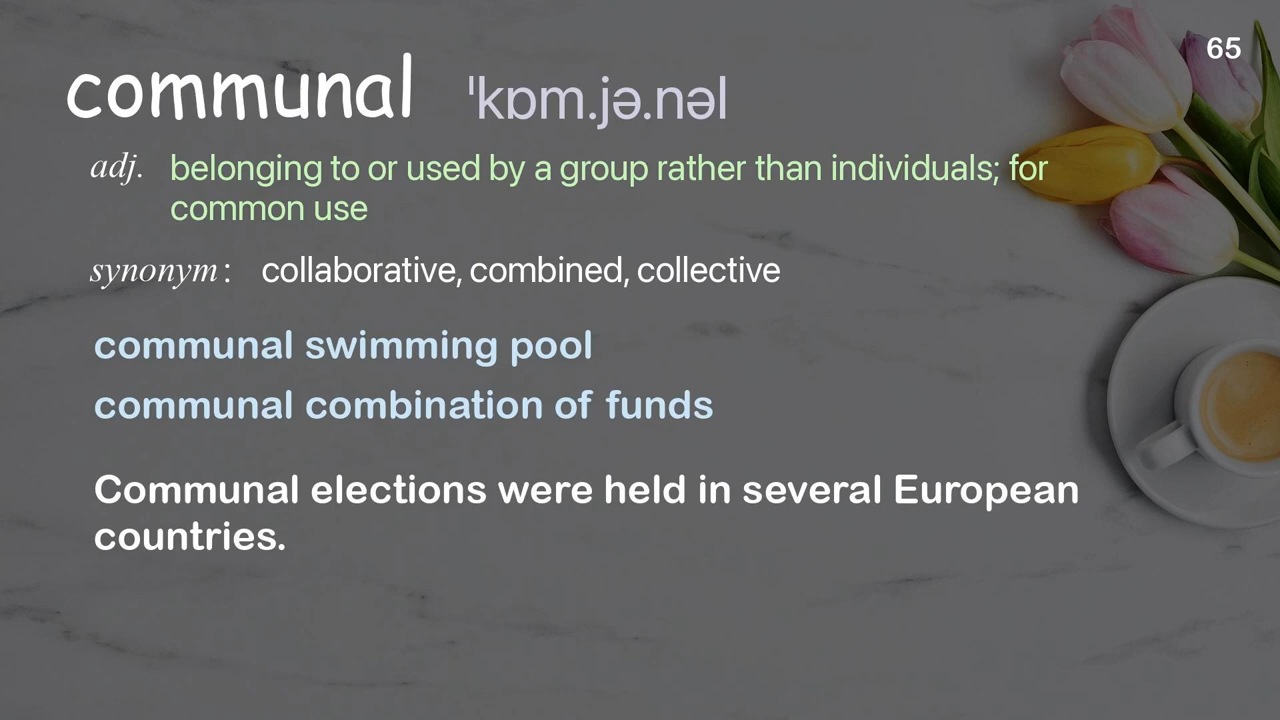 65
communal ˈkɒm.jə.nəl
adj. belonging to or used by a group rather than individuals; for
common use
synonym: collaborative, combined, collective
communal swimming pool
communal combination of funds
Communal elections were held in several European
countries.